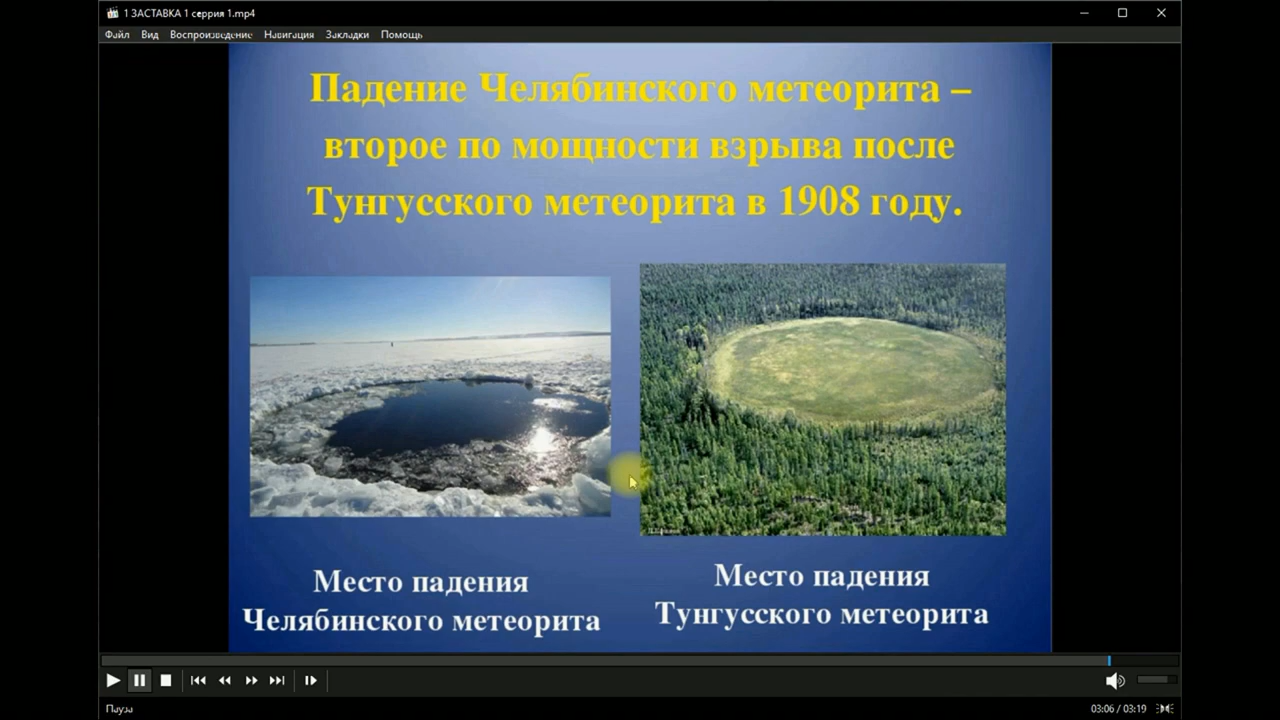 1 ЗАСТАВКА 1 серрия 1.mp4
Файл Вид Воспроизведение Навигация Закладки Помощь
Падение Челябинского метеорита –
второе по мощности взрыва после
Тунгусского метеорита в 1908 году.
Место падения
Челябинского метеорита
Место падения
Тунгусского метеорита
Пауза
03:06 / 03:19